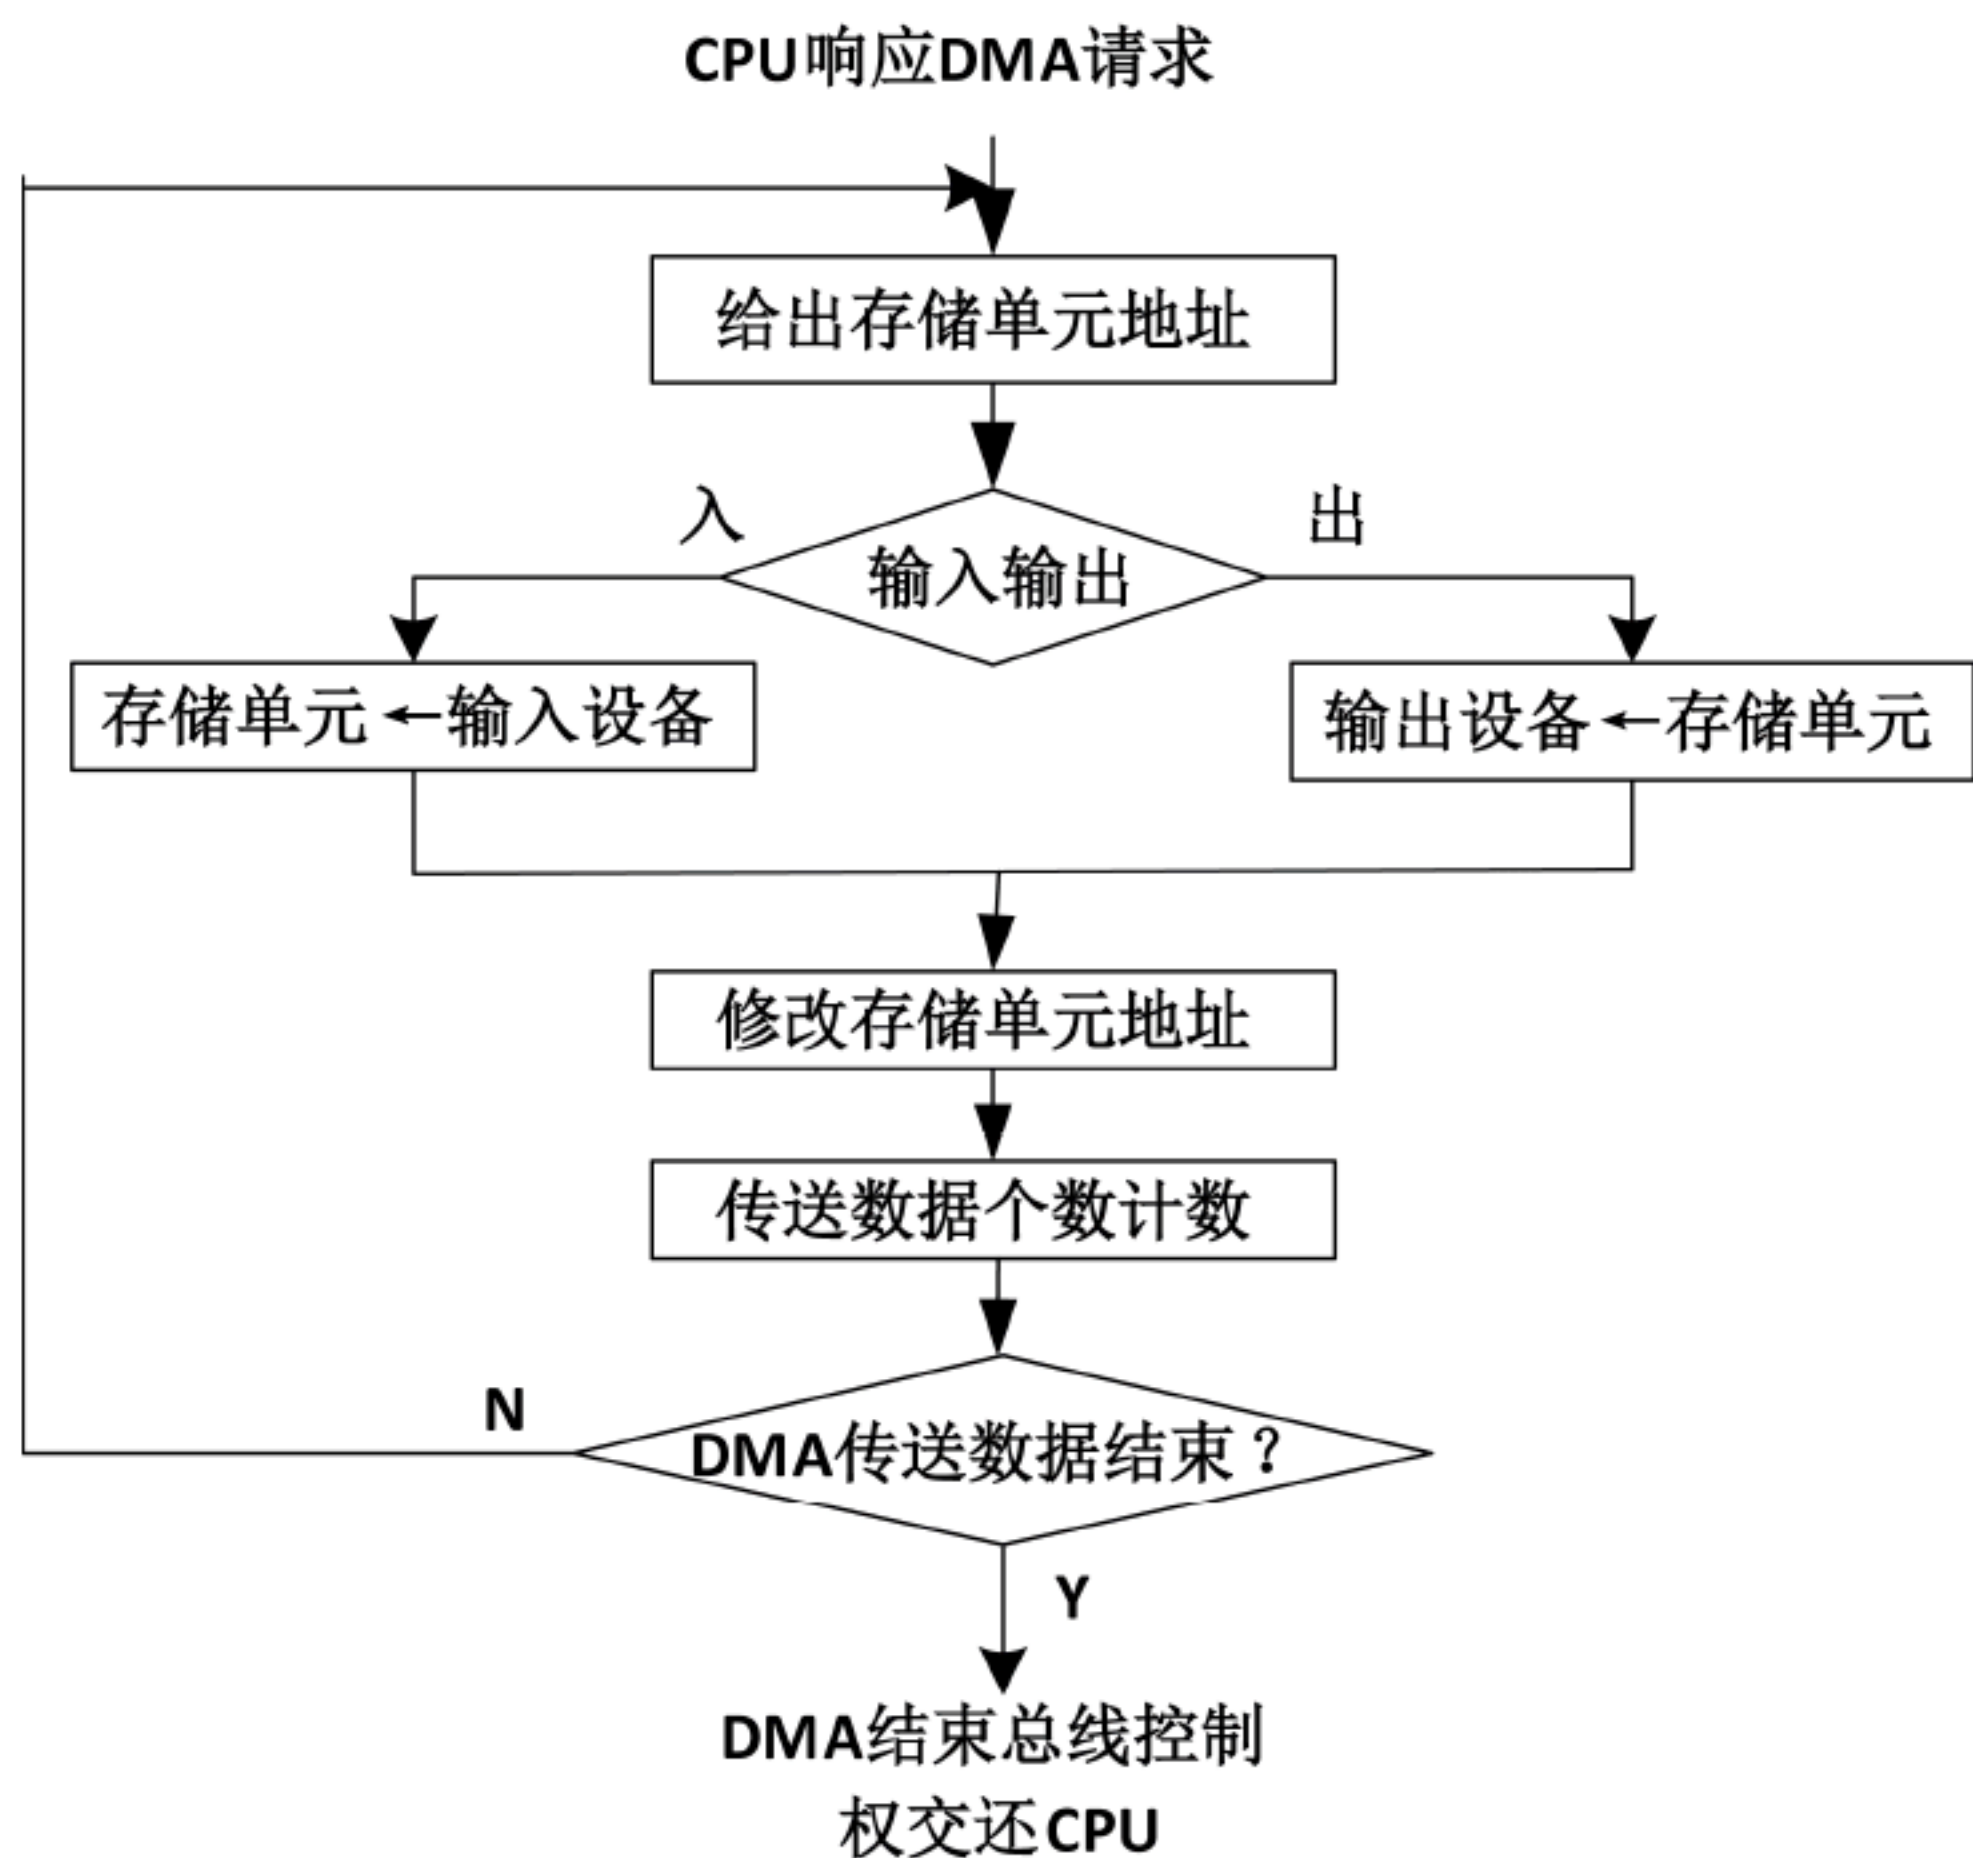 CPU响应DMA请求
给出存储单元地址
入
出
输入输出
存储单元←输入设备
输出设备←存储单元
修改存储单元地址
传送数据个数计数
N
DMA传送数据结束？
Y
DMA结束总线控制
权交还CPU